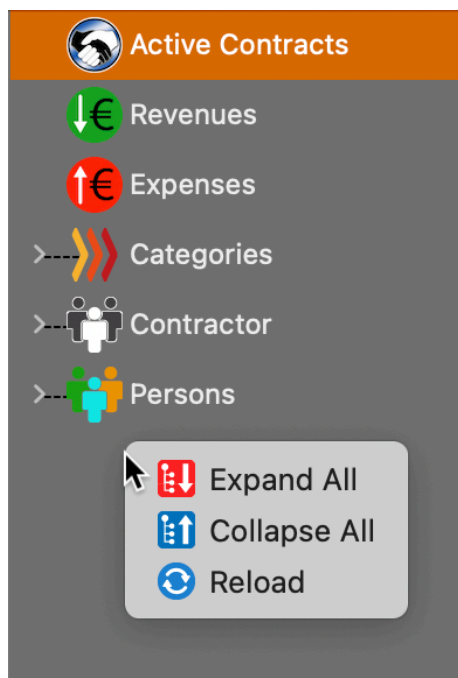 Active Contracts
Revenues
Expenses
Categories
Contractor
Persons
Expand All
Collapse All
Reload